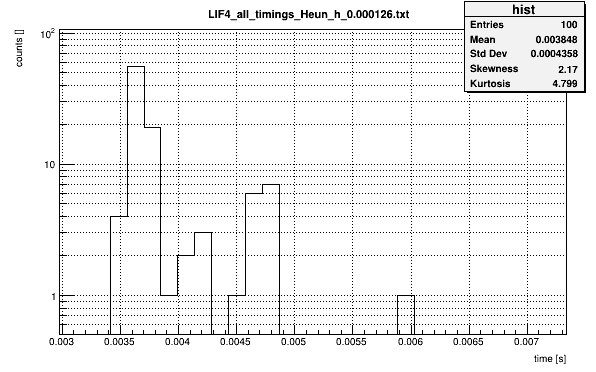 LIF4_all_timings_Heun_h_0.000126.txt
hist
Entries 100
Mean 0.003848
Std Dev 0.0004358
Skewness 2.17
Kurtosis 4.799
counts []
10²
10
1
0.003 0.0035 0.004 0.0045 0.005 0.0055 0.006 0.0065 0.007
time [s]